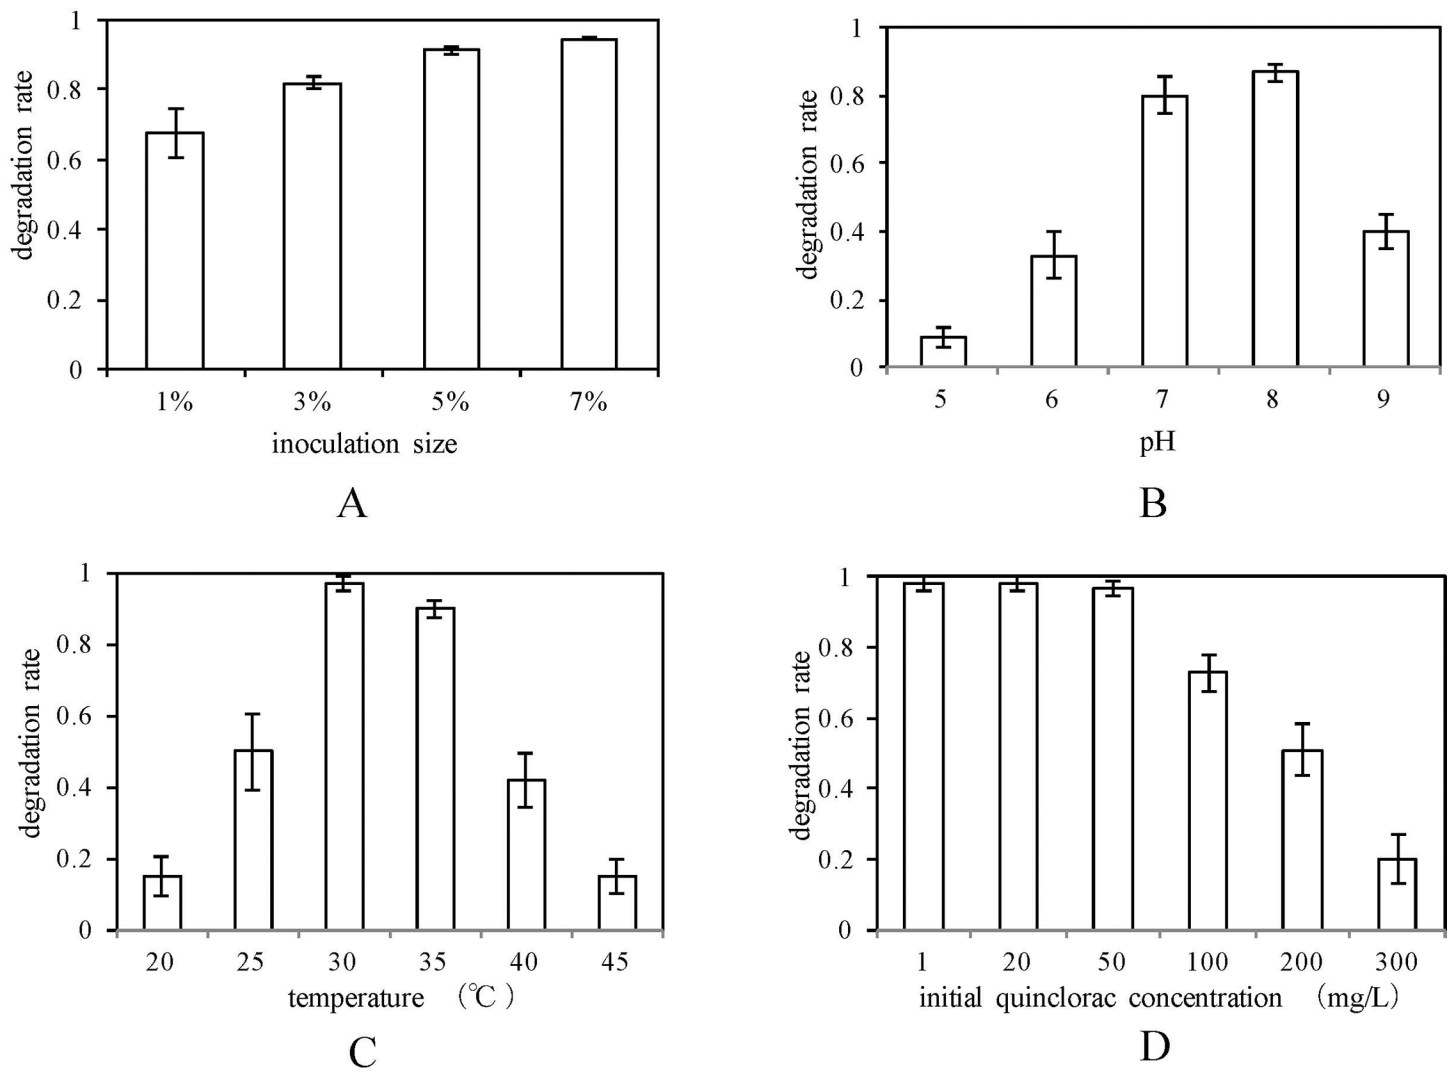 1
0.8
0.6
0.4
0.2
0
degradation rate
1% 3% 5% 7%
inoculation size
A
1
0.8
0.6
0.4
0.2
0
degradation rate
5 6 7 8 9
pH
B
1
0.8
0.6
0.4
0.2
0
degradation rate
20 25 30 35 40 45
temperature （℃）
C
1
0.8
0.6
0.4
0.2
0
degradation rate
1 20 50 100 200 300
initial quinclorac concentration （mg/L）
D